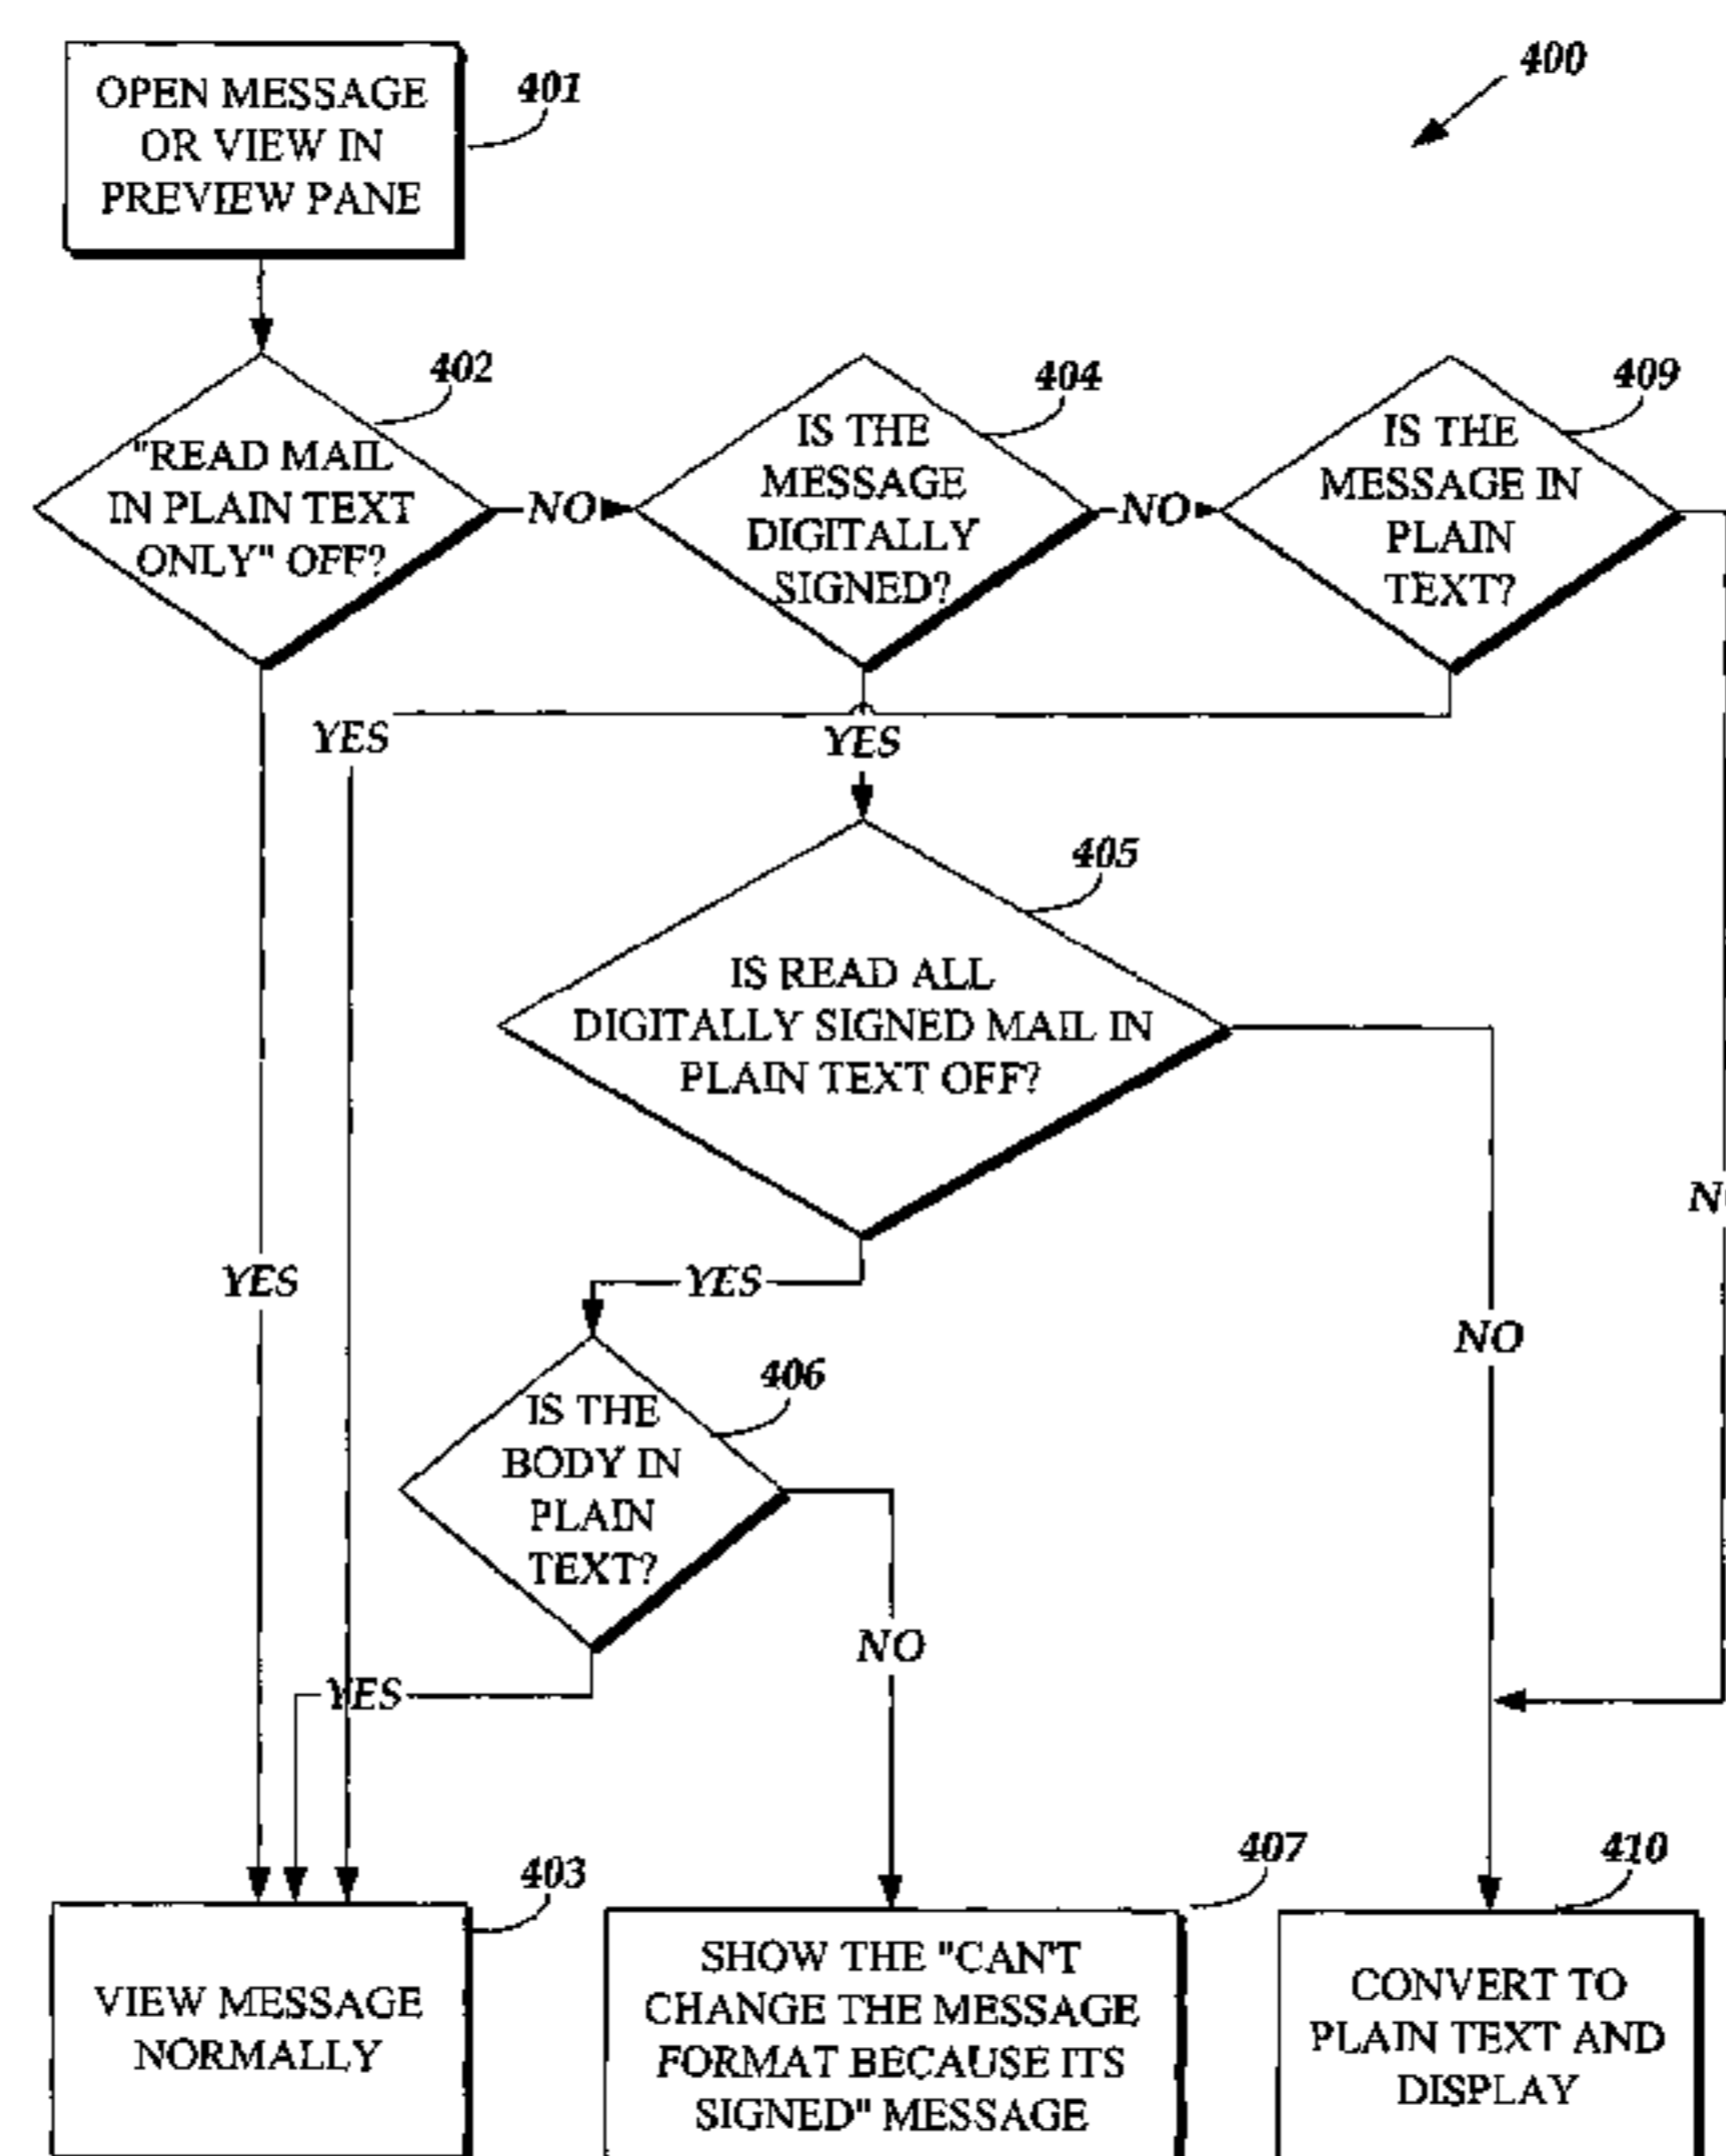 400
OPEN MESSAGE
OR VIEW IN
PREVIEW PANE
401
402
"READ MAIL
IN PLAIN TEXT
ONLY" OFF?
NO
404
IS THE
MESSAGE
DIGITALLY
SIGNED?
NO
409
IS THE
MESSAGE IN
PLAIN
TEXT?
YES
YES
405
IS READ ALL
DIGITALLY SIGNED MAIL IN
PLAIN TEXT OFF?
YES
YES
NO
406
IS THE
BODY IN
PLAIN
TEXT?
NO
YES
403
VIEW MESSAGE
NORMALLY
407
SHOW THE "CAN'T
CHANGE THE MESSAGE
FORMAT BECAUSE ITS
SIGNED" MESSAGE
410
CONVERT TO
PLAIN TEXT AND
DISPLAY